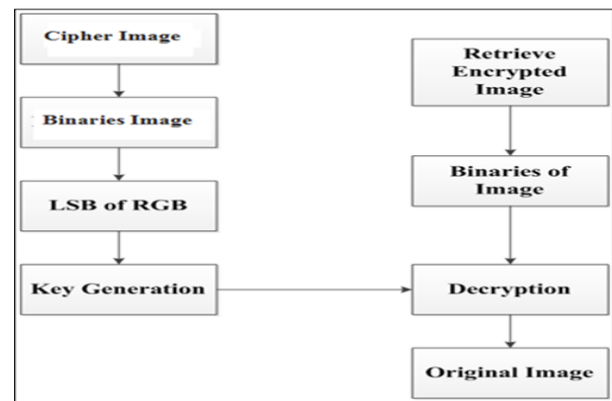 Cipher Image
Binaries Image
LSB of RGB
Key Generation
Retrieve
Encrypted
Image
Binaries of
Image
Decryption
Original Image